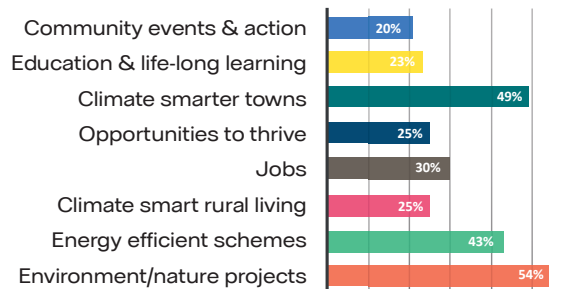 Community events & action 20%
Education & life-long learning 23%
Climate smarter towns 49%
Opportunities to thrive 25%
Jobs 30%
Climate smart rural living 25%
Energy efficient schemes 43%
Environment/nature projects 54%